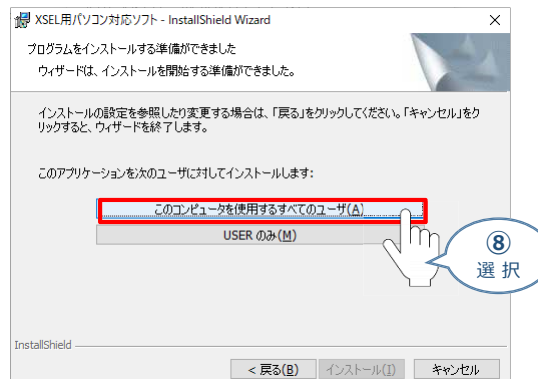 XSEL用パソコン対応ソフト - InstallShield Wizard
プログラムをインストールする準備ができました
ウィザードは、インストールを開始する準備ができました。
インストールの設定を参照したり変更する場合は、「戻る」をクリックしてください。「キャンセル」をク
リックすると、ウィザードを終了します。
このアプリケーションを次のユーザに対してインストールします:
このコンピュータを使用するすべてのユーザ(A)
USER のみ(M)
⑧
選 択
InstallShield
< 戻る(B)
インストール(I)
キャンセル